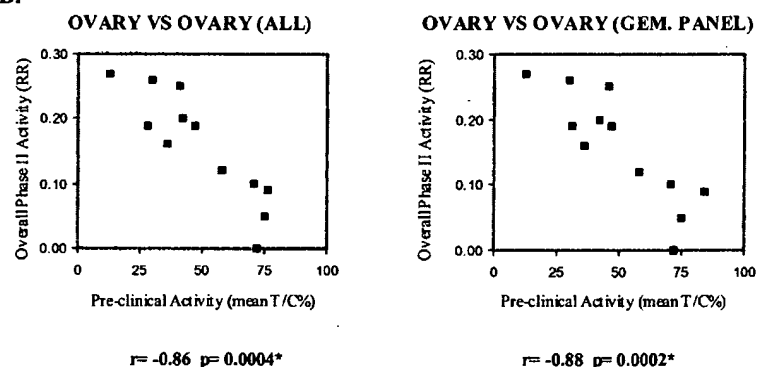 B.
OVARY VS OVARY (ALL)
Overall Phase II Activity (RR)
0.30
0.20
0.10
0.00
0
25
50
75
100
Pre-clinical Activity (mean T/C%)
r= -0.86 p= 0.0004*
OVARY VS OVARY (GEM. PANEL)
Overall Phase II Activity (RR)
0.30
0.20
0.10
0.00
0
25
50
75
100
Pre-clinical Activity (mean T/C%)
r= -0.88 p= 0.0002*